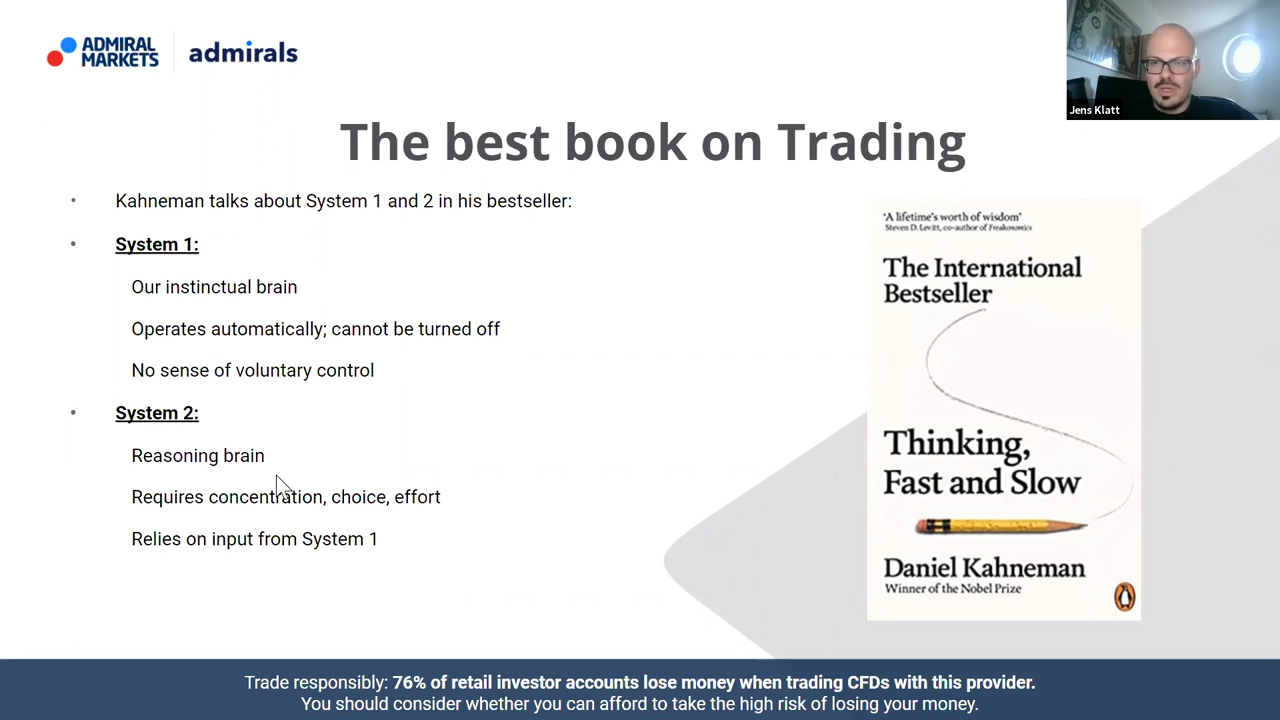 ADMIRAL
MARKETS
admirals
Jens Klatt
The best book on Trading
• Kahneman talks about System 1 and 2 in his bestseller:
• System 1:
Our instinctual brain
Operates automatically; cannot be turned off
No sense of voluntary control
• System 2:
Reasoning brain
Requires concentration, choice, effort
Relies on input from System 1
‘A lifetime’s worth of wisdom’
Steven D. Levitt, co-author of Freakonomics
The International
Bestseller
Thinking,
Fast and Slow
Daniel Kahneman
Winner of the Nobel Prize
Trade responsibly: 76% of retail investor accounts lose money when trading CFDs with this provider.
You should consider whether you can afford to take the high risk of losing your money.